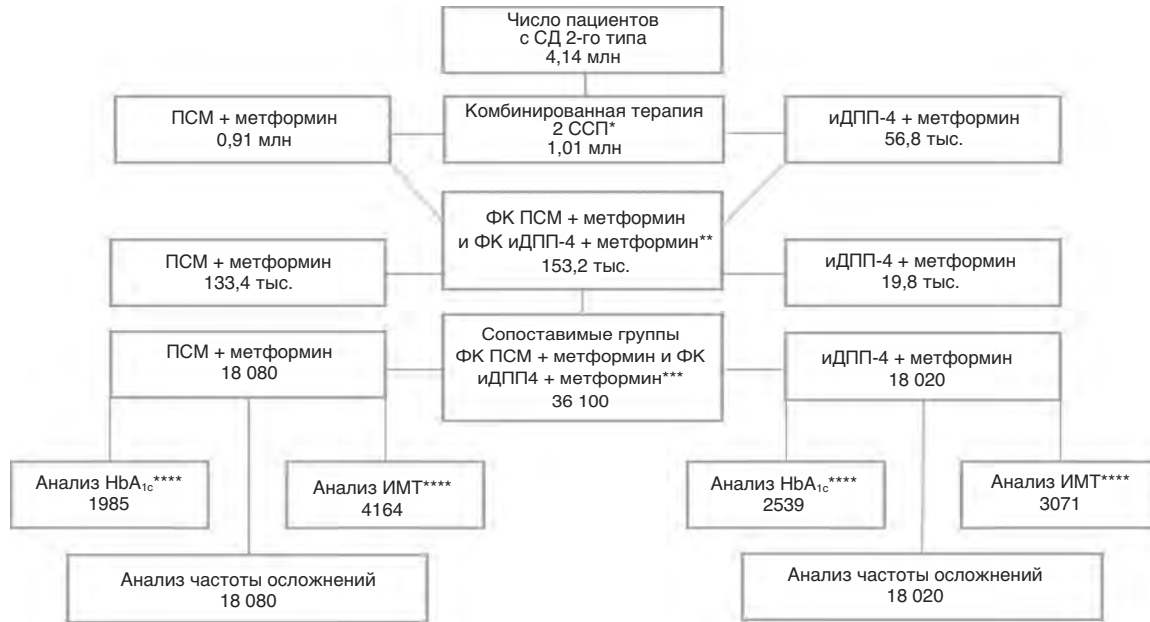 Число пациентов
с СД 2-го типа
4,14 млн
ПСМ + метформин
0,91 млн
Комбинированная терапия
2 ССП*
1,01 млн
иДПП-4 + метформин
56,8 тыс.
ФК ПСМ + метформин
и ФК иДПП-4 + метформин**
153,2 тыс.
ПСМ + метформин
133,4 тыс.
иДПП-4 + метформин
19,8 тыс.
Сопоставимые группы
ФК ПСМ + метформин и ФК
иДПП4 + метформин***
36 100
ПСМ + метформин
18 080
иДПП-4 + метформин
18 020
Анализ HbA1c****
1985
Анализ ИМТ****
4164
Анализ HbA1c****
2539
Анализ ИМТ****
3071
Анализ частоты осложнений
18 080
Анализ частоты осложнений
18 020